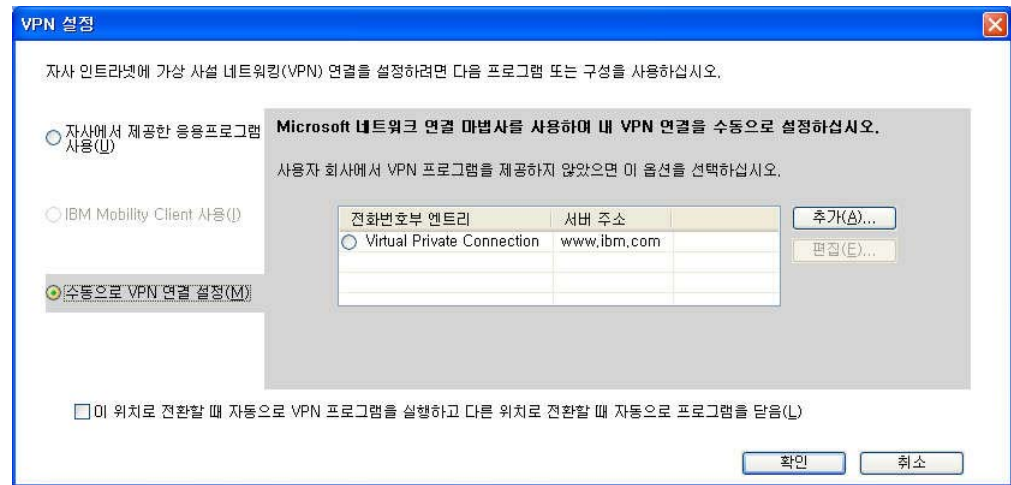 VPN 설정
자사 인트라넷에 가상 사설 네트워킹(VPN) 연결을 설정하려면 다음 프로그램 또는 구성을 사용하십시오.
자사에서 제공한 응용프로그램
사용(U)
IBM Mobility Client 사용(I)
수동으로 VPN 연결 설정(M)
Microsoft 네트워크 연결 마법사를 사용하여 내 VPN 연결을 수동으로 설정하십시오.
사용자 회사에서 VPN 프로그램을 제공하지 않았으면 이 옵션을 선택하십시오.
전화번호부 엔트리 서버 주소
Virtual Private Connection www.ibm.com
추가(A)...
편집(E)...
이 위치로 전환할 때 자동으로 VPN 프로그램을 실행하고 다른 위치로 전환할 때 자동으로 프로그램을 닫음(L)
확인 취소